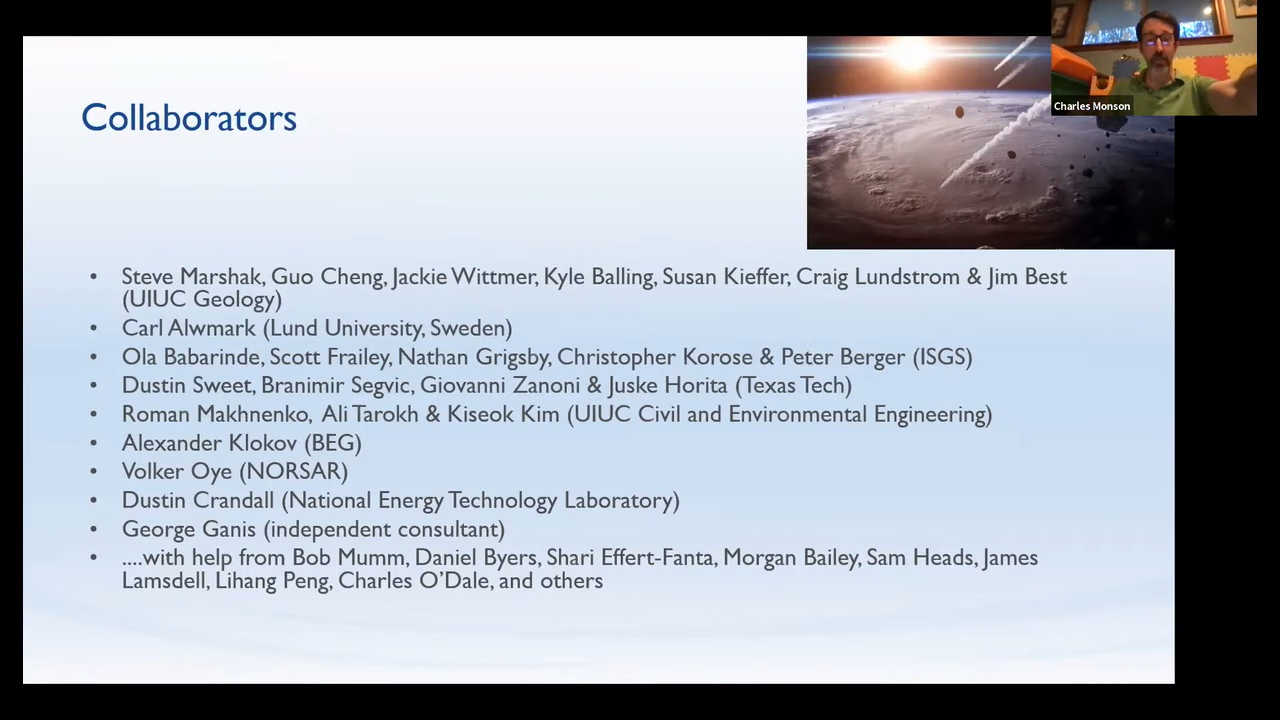 Charles Monson
Collaborators
• Steve Marshak, Guo Cheng, Jackie Wittmer, Kyle Balling, Susan Kieffer, Craig Lundstrom & Jim Best
(UIUC Geology)
• Carl Alwmark (Lund University, Sweden)
• Ola Babarinde, Scott Frailey, Nathan Grigsby, Christopher Korose & Peter Berger (ISGS)
• Dustin Sweet, Branimir Segvic, Giovanni Zanoni & Juske Horita (Texas Tech)
• Roman Makhnenko, Ali Tarokh & Kiseok Kim (UIUC Civil and Environmental Engineering)
• Alexander Klokov (BEG)
• Volker Oye (NORSAR)
• Dustin Crandall (National Energy Technology Laboratory)
• George Ganis (independent consultant)
• ....with help from Bob Mumm, Daniel Byers, Shari Effert-Fanta, Morgan Bailey, Sam Heads, James
Lamsdell, Lihang Peng, Charles O'Dale, and others